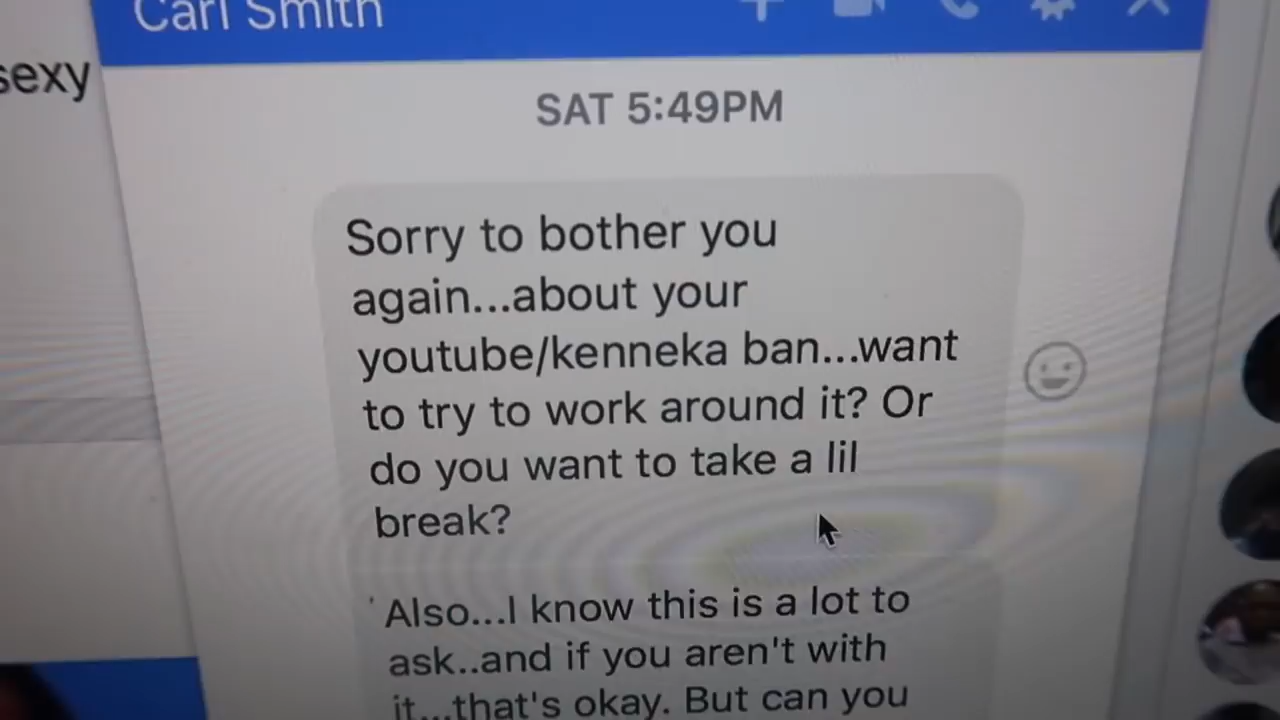 Carl Smith
sexy
SAT 5:49PM
Sorry to bother you
again...about your
youtube/kenneka ban...want
to try to work around it? Or
do you want to take a lil
break?
Also...I know this is a lot to
ask..and if you aren't with
it...that's okay. But can you